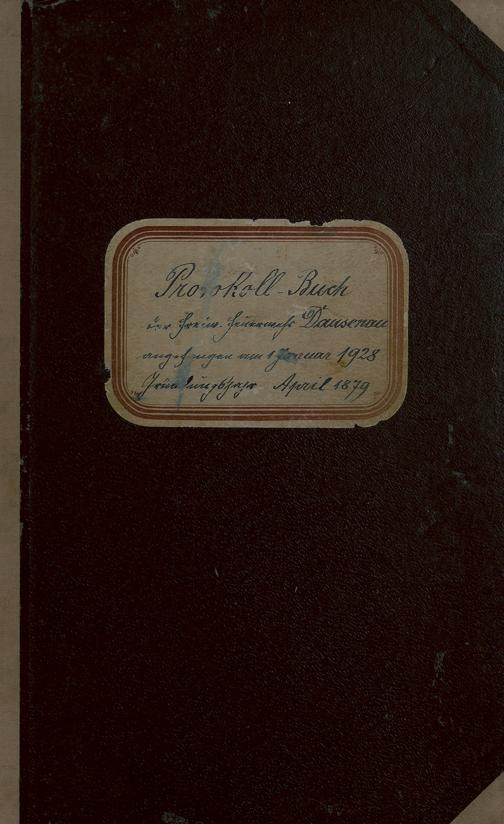 Protokoll-Buch
der Freiw. Feuerwehr Dausenau
angefangen am 1 Januar 1928
Gründungsjahr April 1879